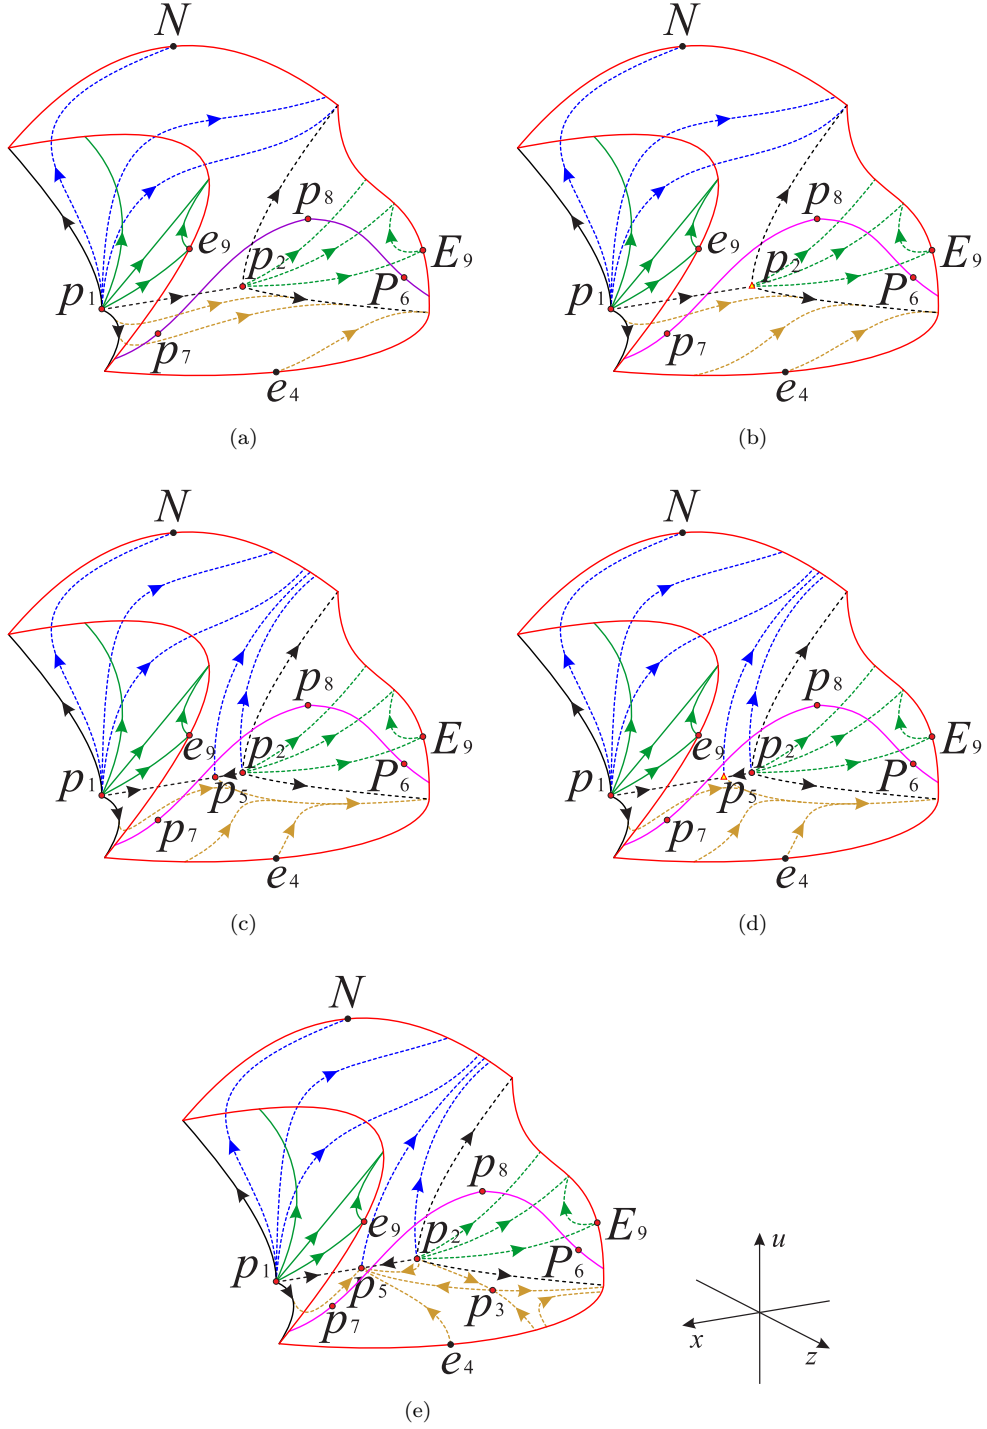 N N
p8 p8
e9 p2 E9 e9 p2 E9
p1 P6 p1 P6
p7 p7
e4 e4
(a) (b)
N N
p8 p8
e9 p2 E9 e9 p2 E9
p1 p5 P6 p1 p5 P6
p7 p7
e4 e4
(c) (d)
N
p8
e9 p2 E9
p1 p5 P6 u
p7 p3 x z
e4
(e)